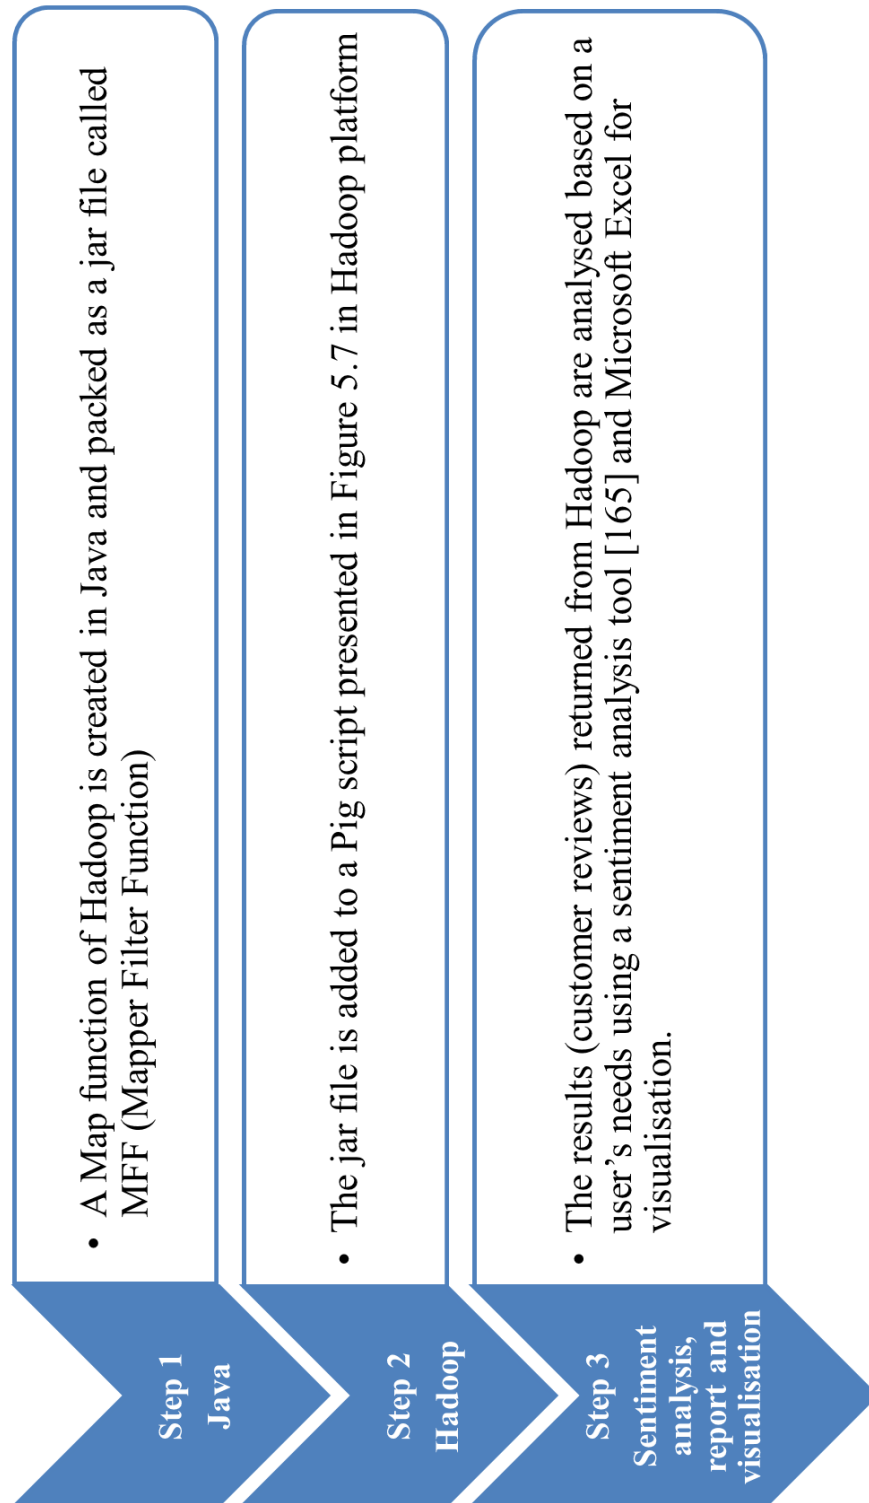 Step 1
Java
• A Map function of Hadoop is created in Java and packed as a jar file called
MFF (Mapper Filter Function)
Step 2
Hadoop
• The jar file is added to a Pig script presented in Figure 5.7 in Hadoop platform
Step 3
Sentiment
analysis,
report and
visualisation
• The results (customer reviews) returned from Hadoop are analysed based on a
user’s needs using a sentiment analysis tool [165] and Microsoft Excel for
visualisation.